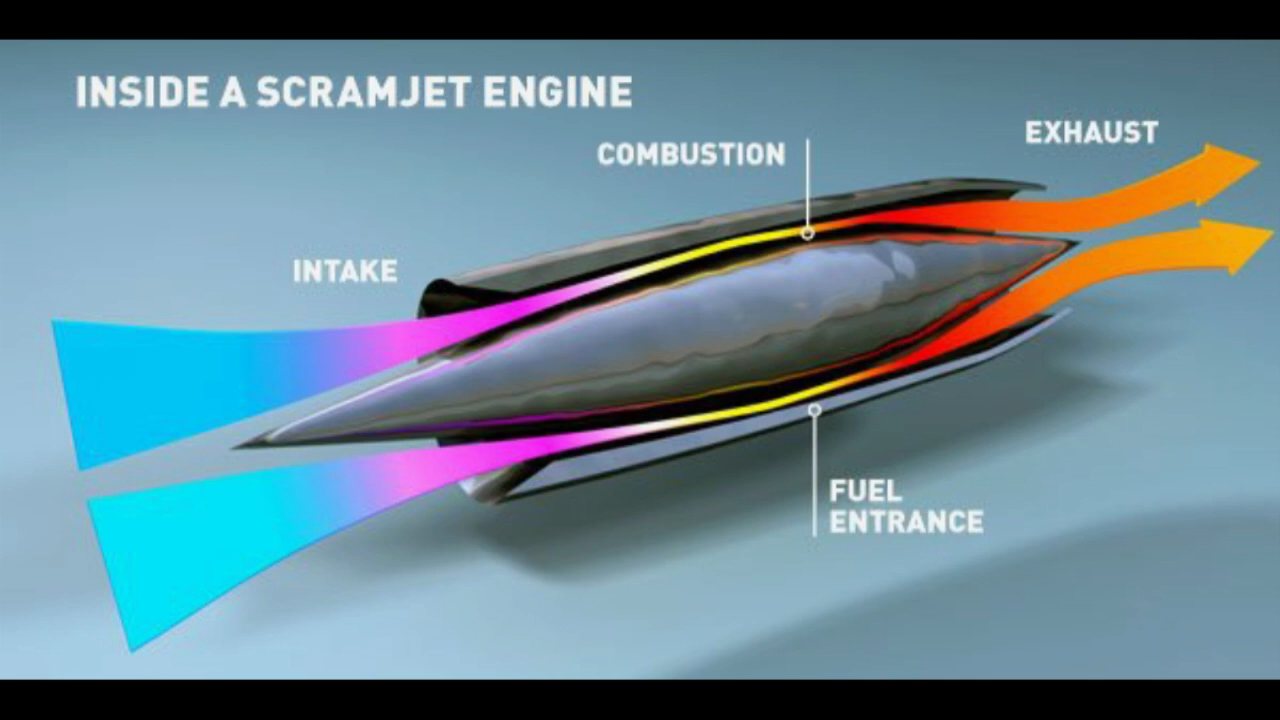 INSIDE A SCRAMJET ENGINE
EXHAUST
COMBUSTION
INTAKE
FUEL
ENTRANCE